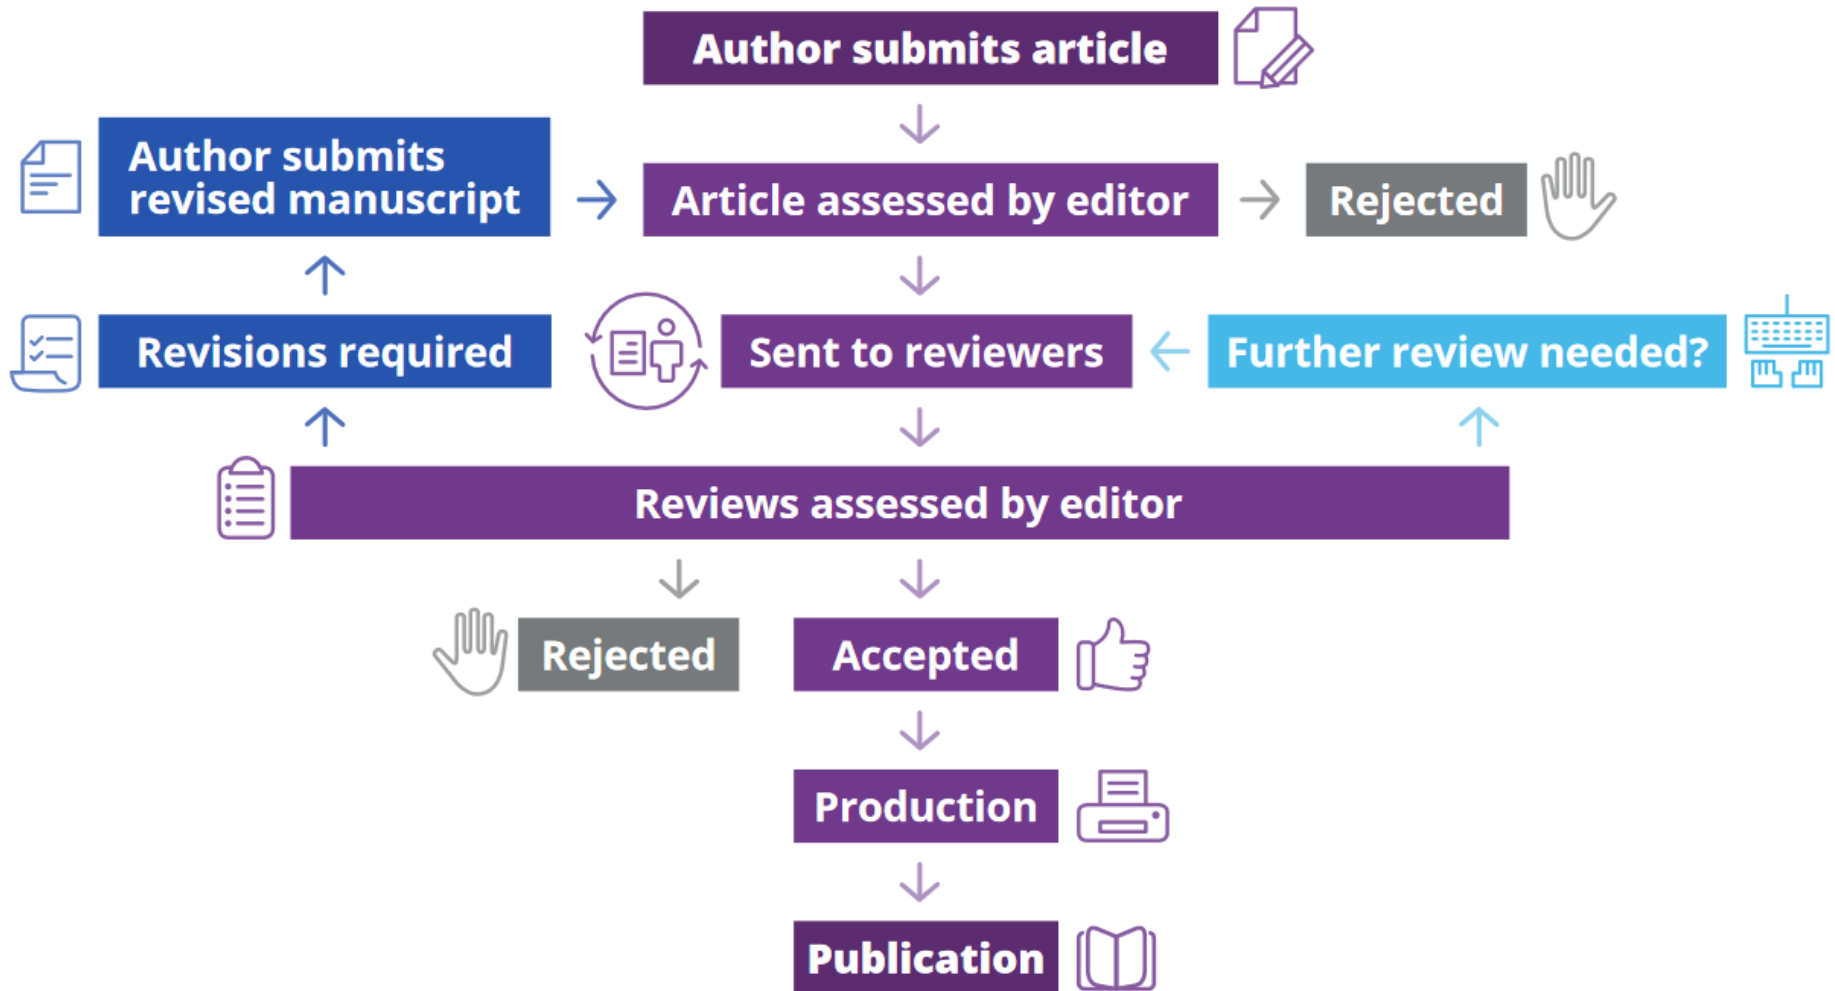 Author submits article
Author submits
revised manuscript
Article assessed by editor
Rejected
Revisions required
Sent to reviewers
Further review needed?
Reviews assessed by editor
Rejected
Accepted
Production
Publication